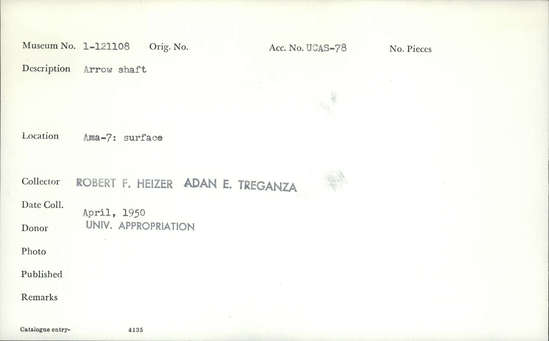 Museum No. 1-121108 Orig. No. Acc. No. UCAS-78 No. Pieces
Description Arrow shaft
Location Ama-7: surface
Collector ROBERT F. HEIZER ADAN E. TREGANZA
Date Coll. April, 1950
Donor UNIV. APPROPRIATION
Photo
Published
Remarks
Catalogue entry- 4135